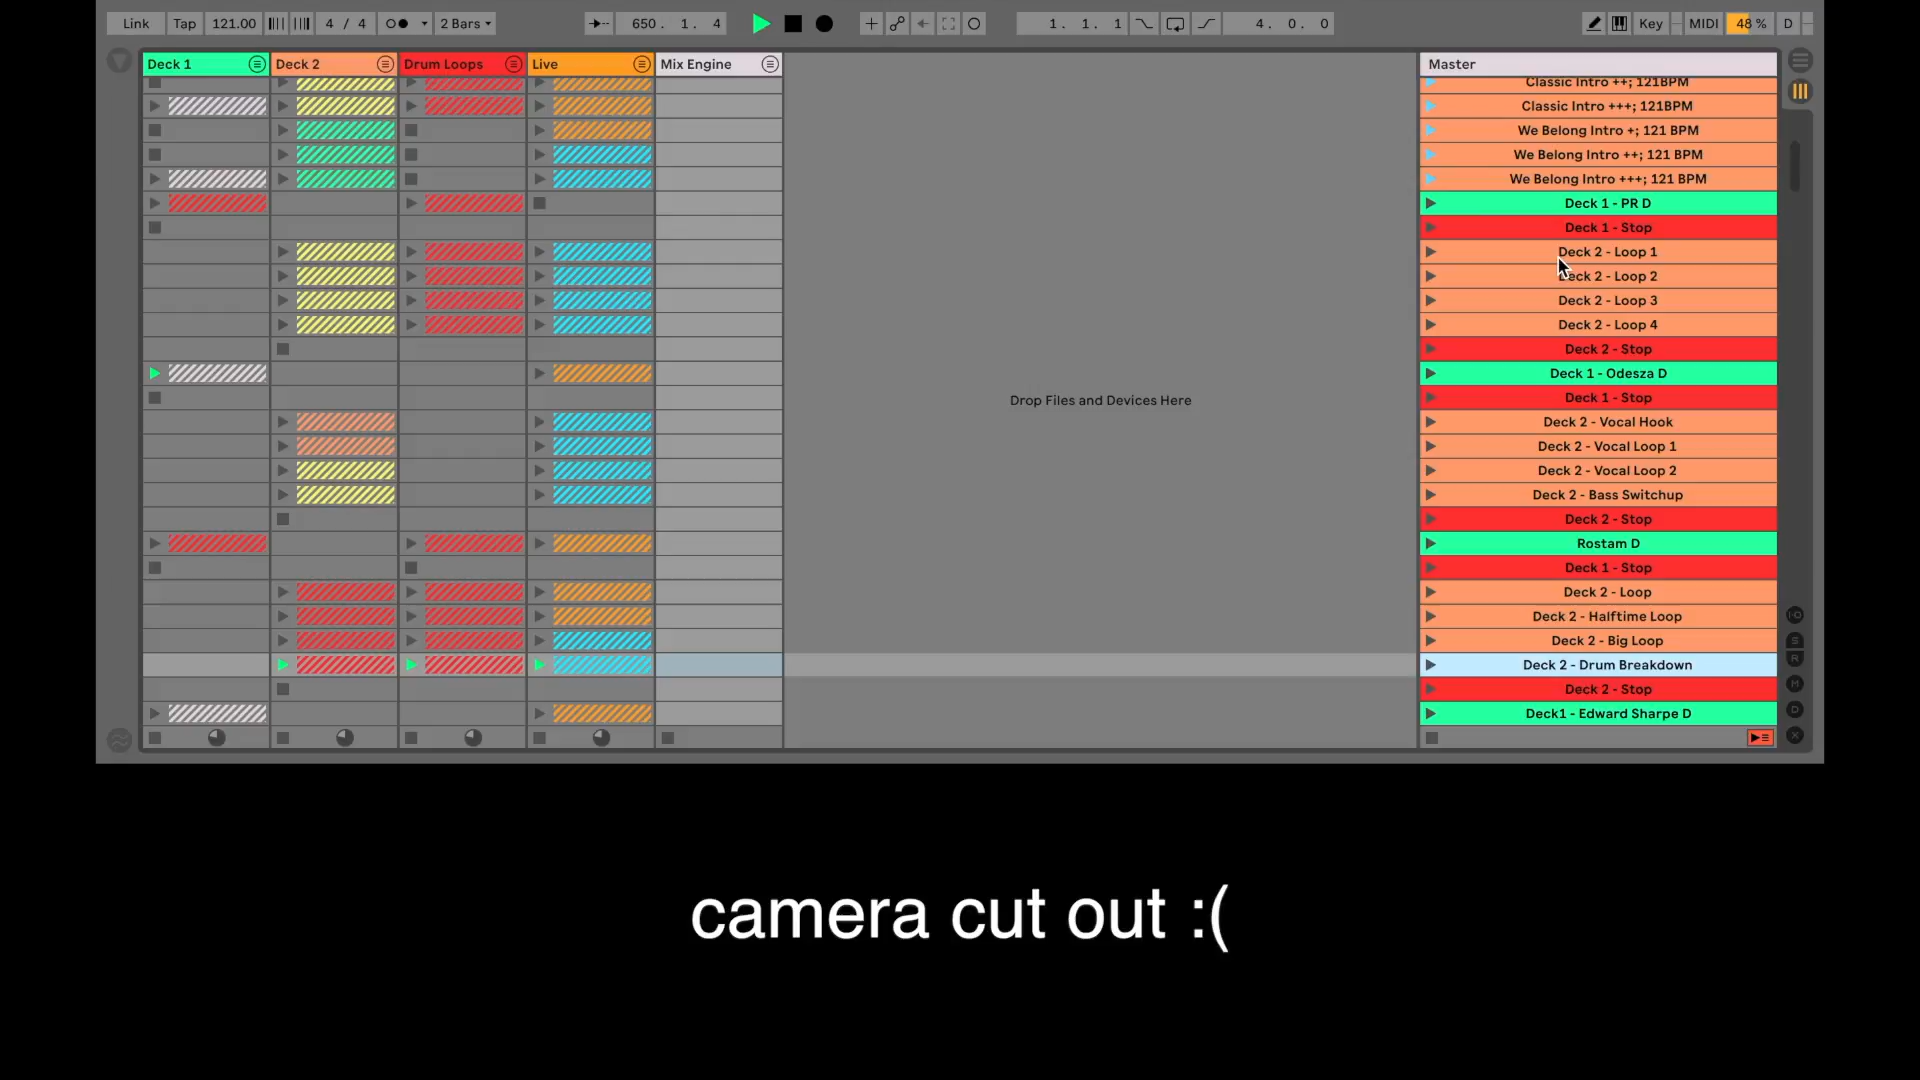 Link Tap 121.00 4 / 4 2 Bars 650. 1. 4 1. 1. 1 4. 0. 0 Key MIDI 48 % D
Deck 1 Deck 2 Drum Loops Live Mix Engine Master
Classic Intro ++; 121BPM
Classic Intro +++; 121BPM
We Belong Intro +; 121 BPM
We Belong Intro ++; 121 BPM
We Belong Intro +++; 121 BPM
Deck 1 - PR D
Deck 1 - Stop
Deck 2 - Loop 1
Deck 2 - Loop 2
Deck 2 - Loop 3
Deck 2 - Loop 4
Deck 2 - Stop
Deck 1 - Odesza D
Drop Files and Devices Here
Deck 1 - Stop
Deck 2 - Vocal Hook
Deck 2 - Vocal Loop 1
Deck 2 - Vocal Loop 2
Deck 2 - Bass Switchup
Deck 2 - Stop
Rostam D
Deck 1 - Stop
Deck 2 - Loop
Deck 2 - Halftime Loop
Deck 2 - Big Loop
Deck 2 - Drum Breakdown
Deck 2 - Stop
Deck1 - Edward Sharpe D
I-O
S
R
M
D
X
camera cut out :(